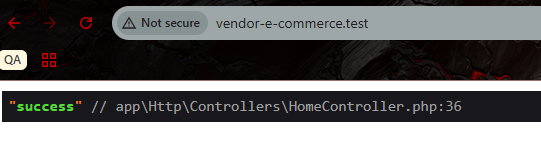 Not secure vendor-e-commerce.test
QA
"success" // app\Http\Controllers\HomeController.php:36